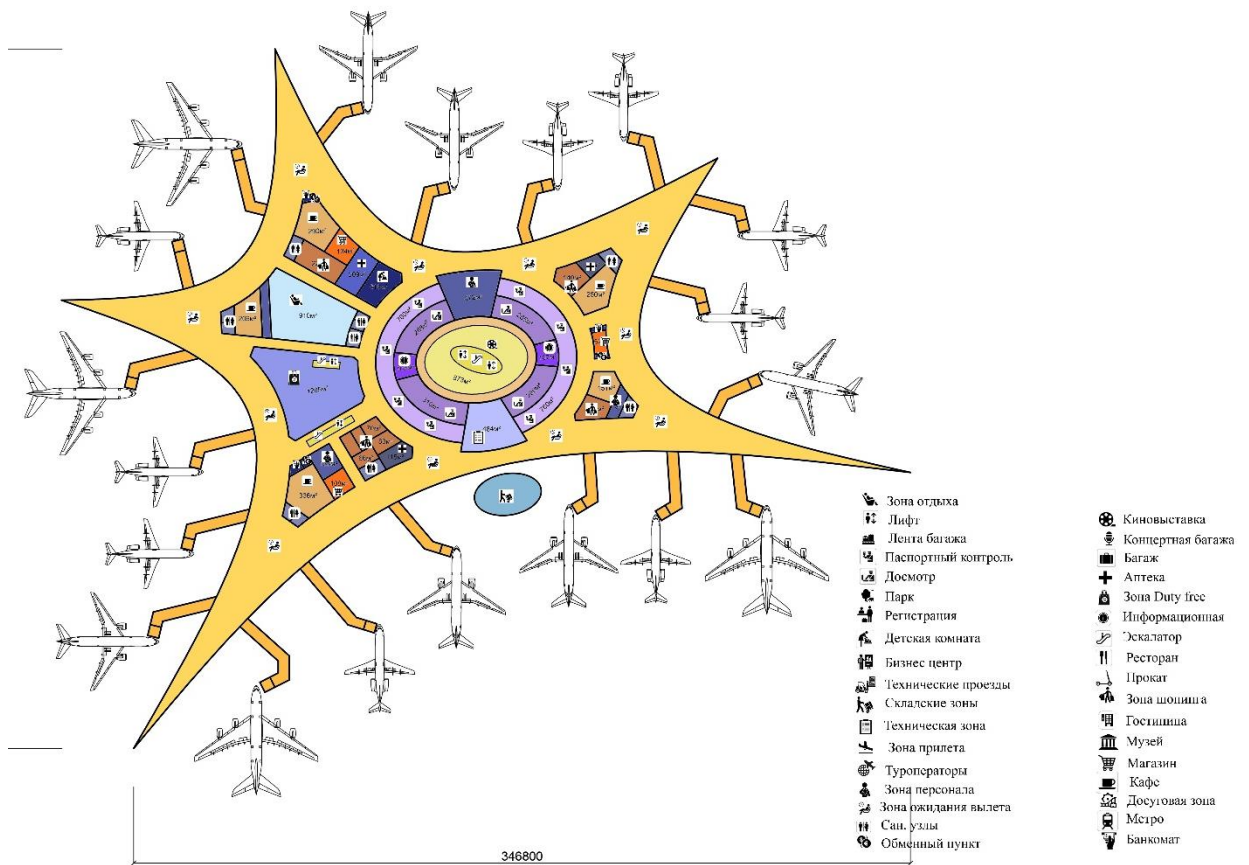 910м²
336м²
484м²
346800
Зона отдыха
Лифт
Лента багажа
Паспортный контроль
Досмотр
Парк
Регистрация
Детская комната
Бизнес центр
Технические проезды
Складские зоны
Техническая зона
Зона прилета
Туроператоры
Зона персонала
Зона ожидания вылета
Сан. узлы
Обменный пункт
Киновыставка
Концертная багажа
Багаж
Аптека
Зона Duty free
Информационная
Эскалатор
Ресторан
Прокат
Зона шопинга
Гостиница
Музей
Магазин
Кафе
Досуговая зона
Метро
Банкомат